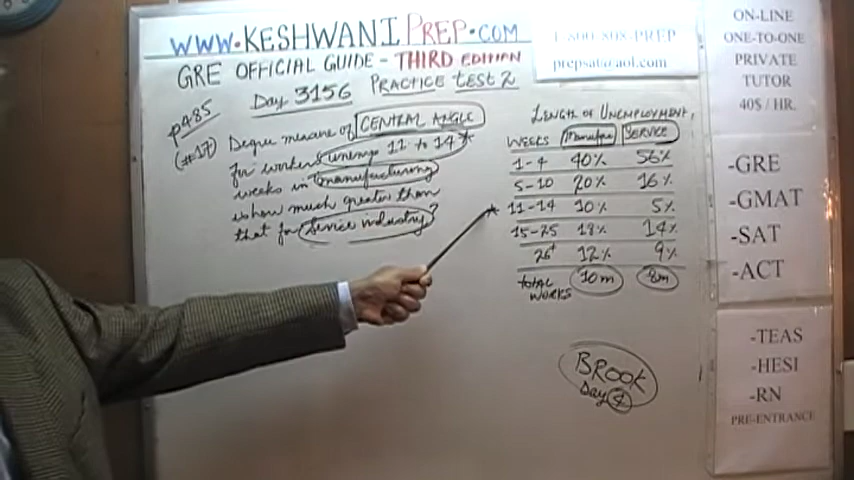 WWW.KESHWANIPREP.COM
GRE OFFICIAL GUIDE - THIRD EDITION
Day 3156 PRACTICE TEST 2
P485
(#17) Degree measure of CENTRAL ANGLE
for workers unemp 11 to 14 *
weeks in manufacturing
is how much greater than
that for service industry?
prepsat@aol.com
LENGTH OF UNEMPLOYMENT
WEEKS Manufac SERVICE
1-4 40% 56%
5-10 20% 16%
* 11-14 10% 5%
15-25 18% 14%
26+ 12% 9%
TOTAL 10m 8m
WORKS
BROOK
Day
ON-LINE
ONE-TO-ONE
PRIVATE
TUTOR
40$ / HR.
-GRE
-GMAT
-SAT
-ACT
-TEAS
-HESI
-RN
PRE-ENTRANCE